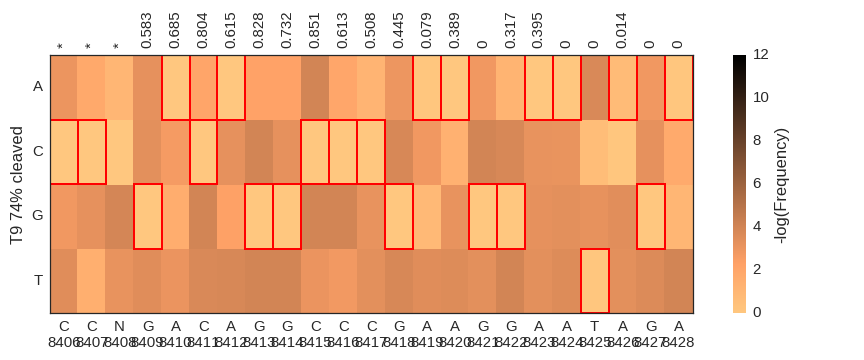 * * * 0.583 0.685 0.804 0.615 0.828 0.732 0.851 0.613 0.508 0.445 0.079 0.389 0 0.317 0.395 0 0 0.014 0 0
A
C
G
T
T9 74% cleaved
C C N G A C A G G C C C G A A G G A A T A G A
8406 8407 8408 8409 8410 8411 8412 8413 8414 8415 8416 8417 8418 8419 8420 8421 8422 8423 8424 8425 8426 8427 8428
12
10
8
6
4
2
0
-log(Frequency)